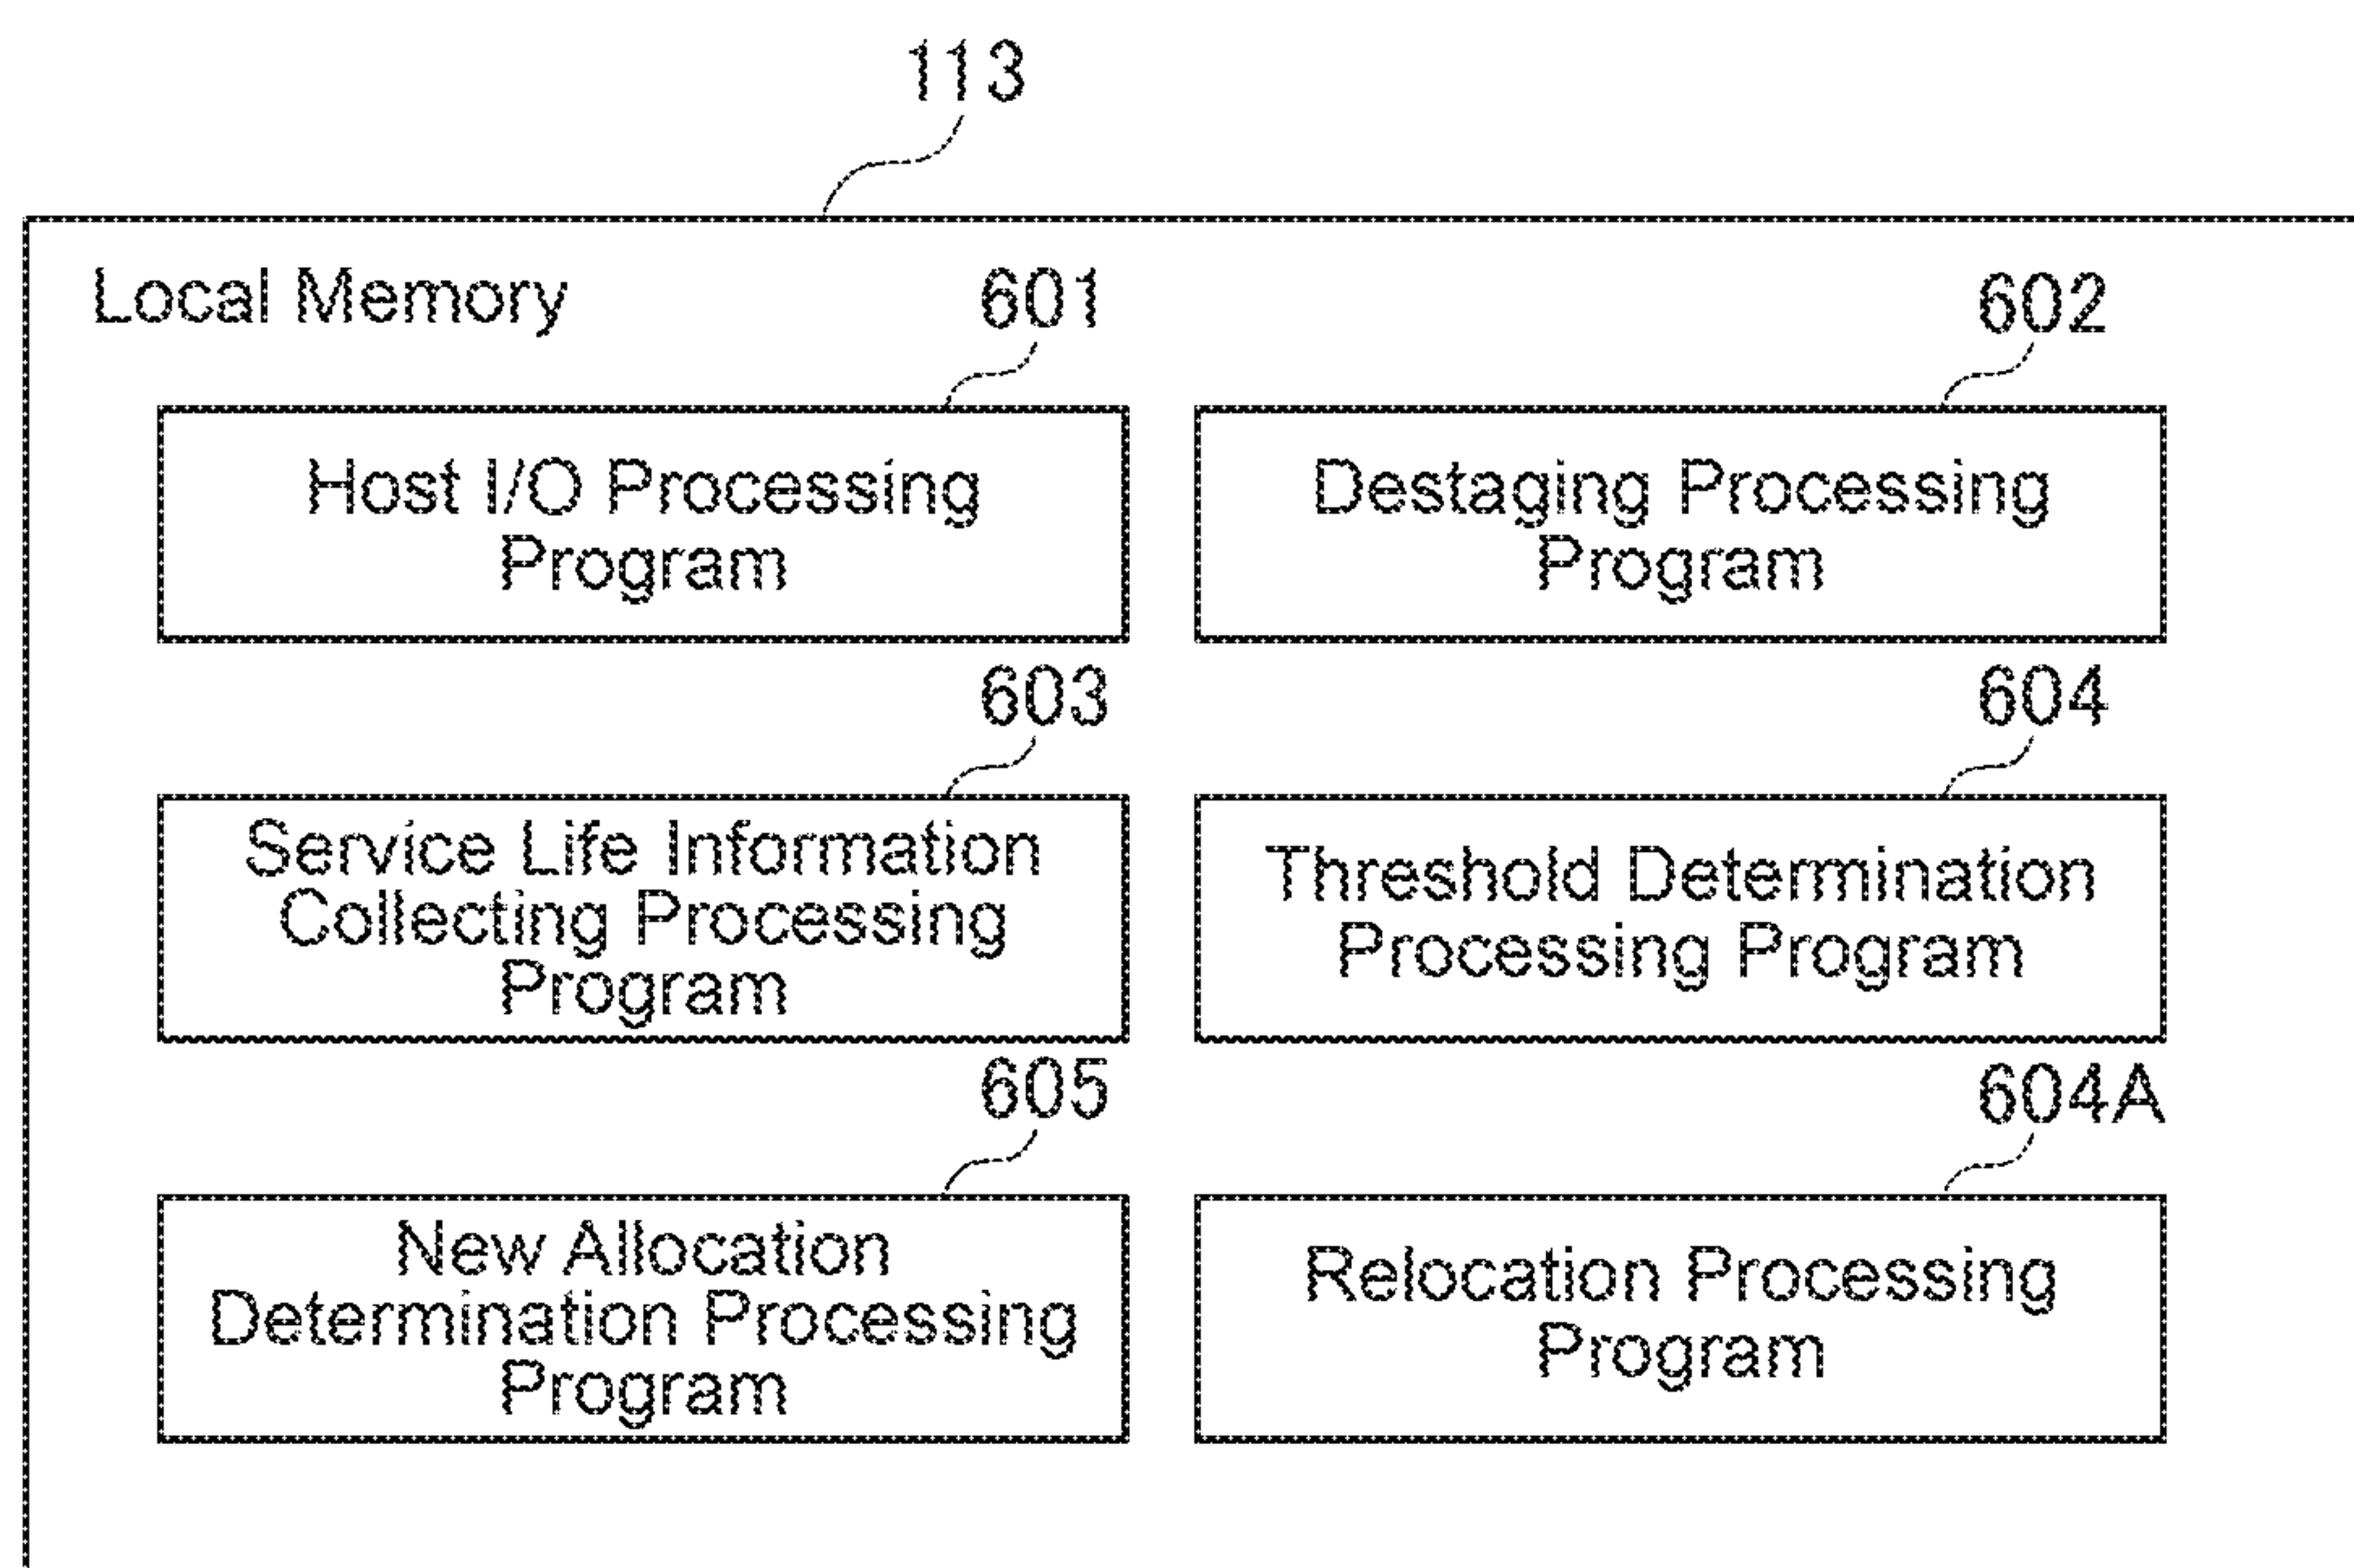 113
Local Memory
601
602
Host I/O Processing
Program
Destaging Processing
Program
603
604
Service Life Information
Collecting Processing
Program
Threshold Determination
Processing Program
605
604A
New Allocation
Determination Processing
Program
Relocation Processing
Program